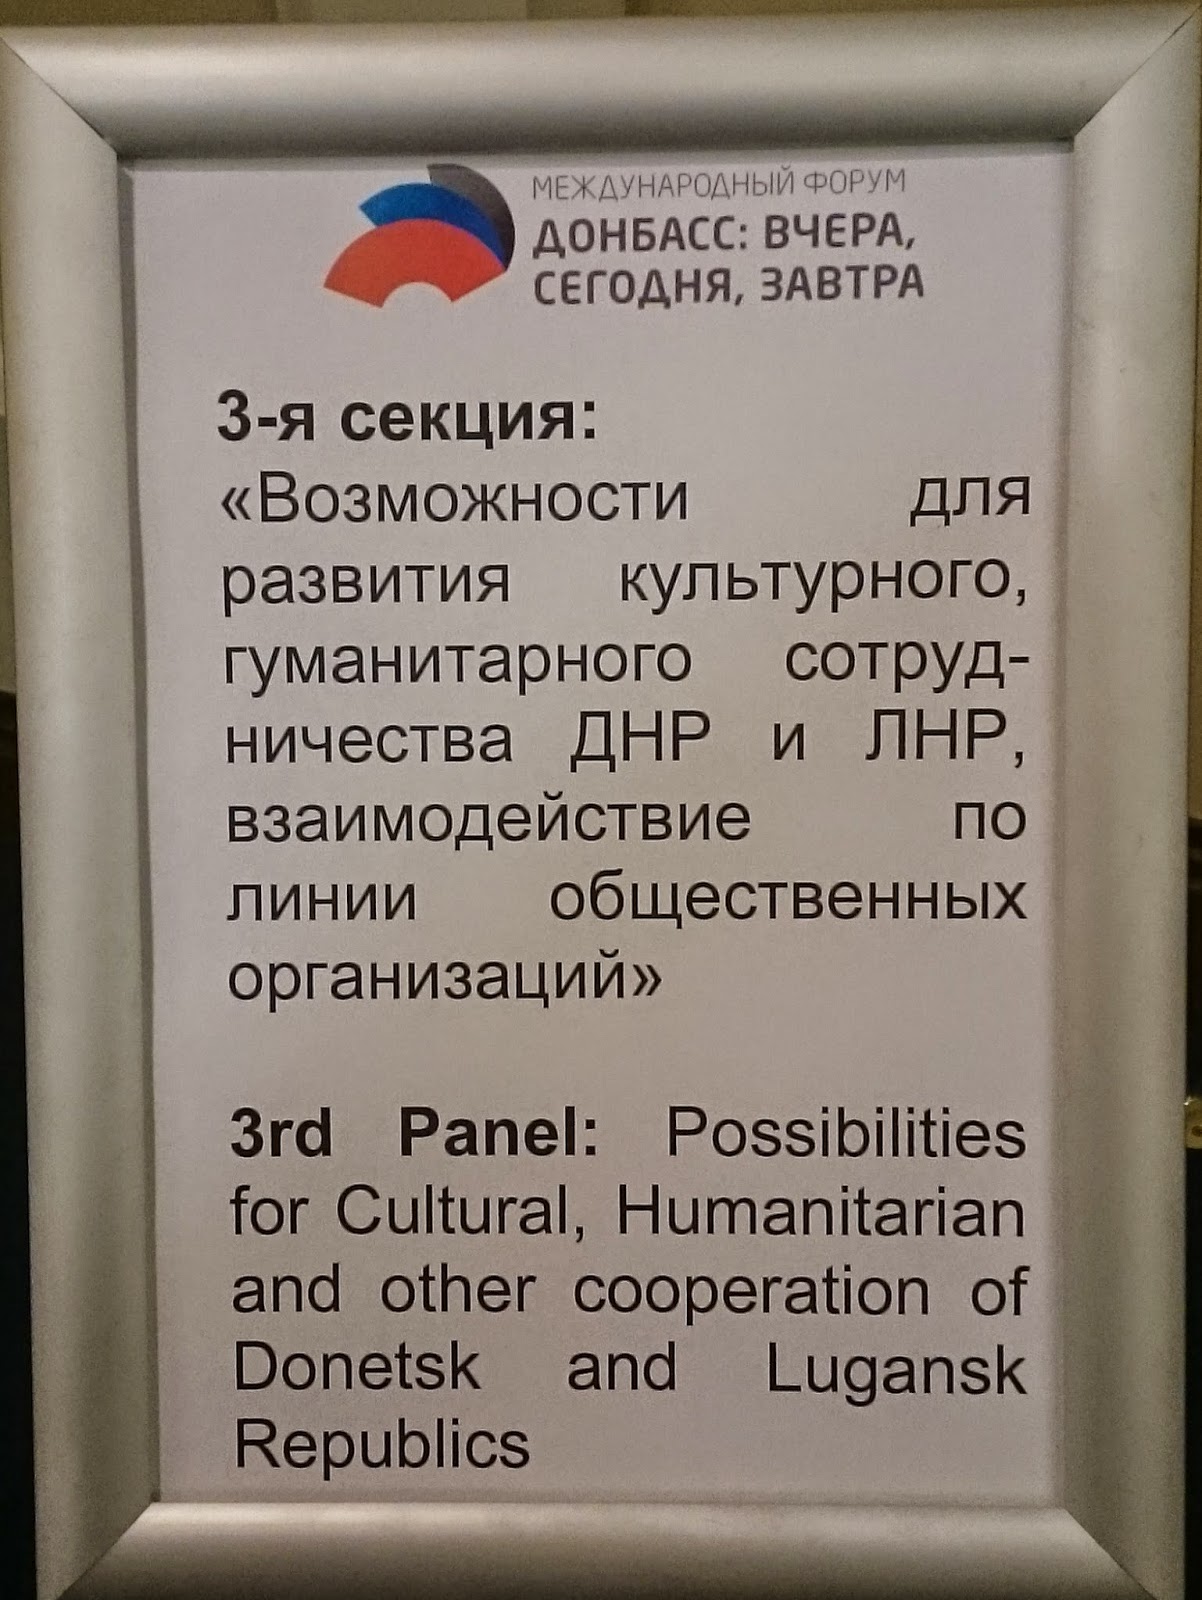 МЕЖДУНАРОДНЫЙ ФОРУМ
ДОНБАСС: ВЧЕРА,
СЕГОДНЯ, ЗАВТРА
3-я секция:
«Возможности для
развития культурного,
гуманитарного сотруд-
ничества ДНР и ЛНР,
взаимодействие по
линии общественных
организаций»
3rd Panel: Possibilities
for Cultural, Humanitarian
and other cooperation of
Donetsk and Lugansk
Republics